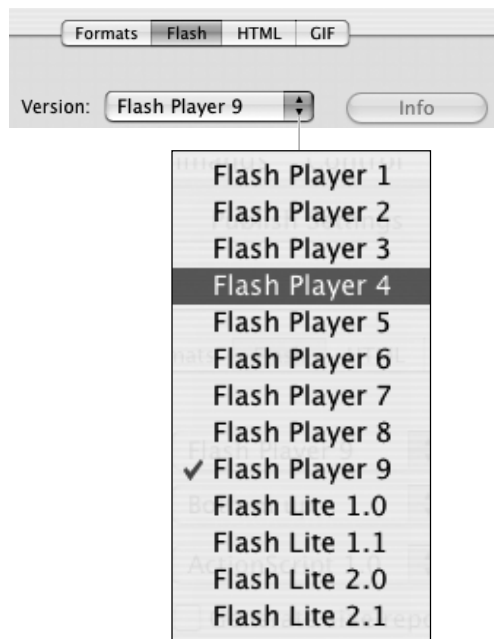 Formats Flash HTML GIF
Version: Flash Player 9 Info
Flash Player 1
Flash Player 2
Flash Player 3
Flash Player 4
Flash Player 5
Flash Player 6
Flash Player 7
Flash Player 8
✓ Flash Player 9
Flash Lite 1.0
Flash Lite 1.1
Flash Lite 2.0
Flash Lite 2.1